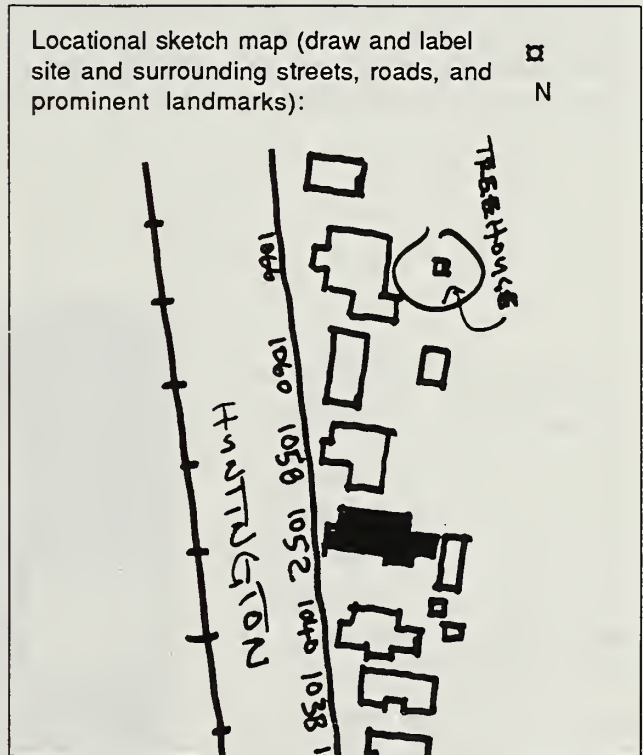 Locational sketch map (draw and label
site and surrounding streets, roads, and
prominent landmarks):
N
TREEHOUSE
1066
1060
1058
1052
1040
1038
HUNTINGTON